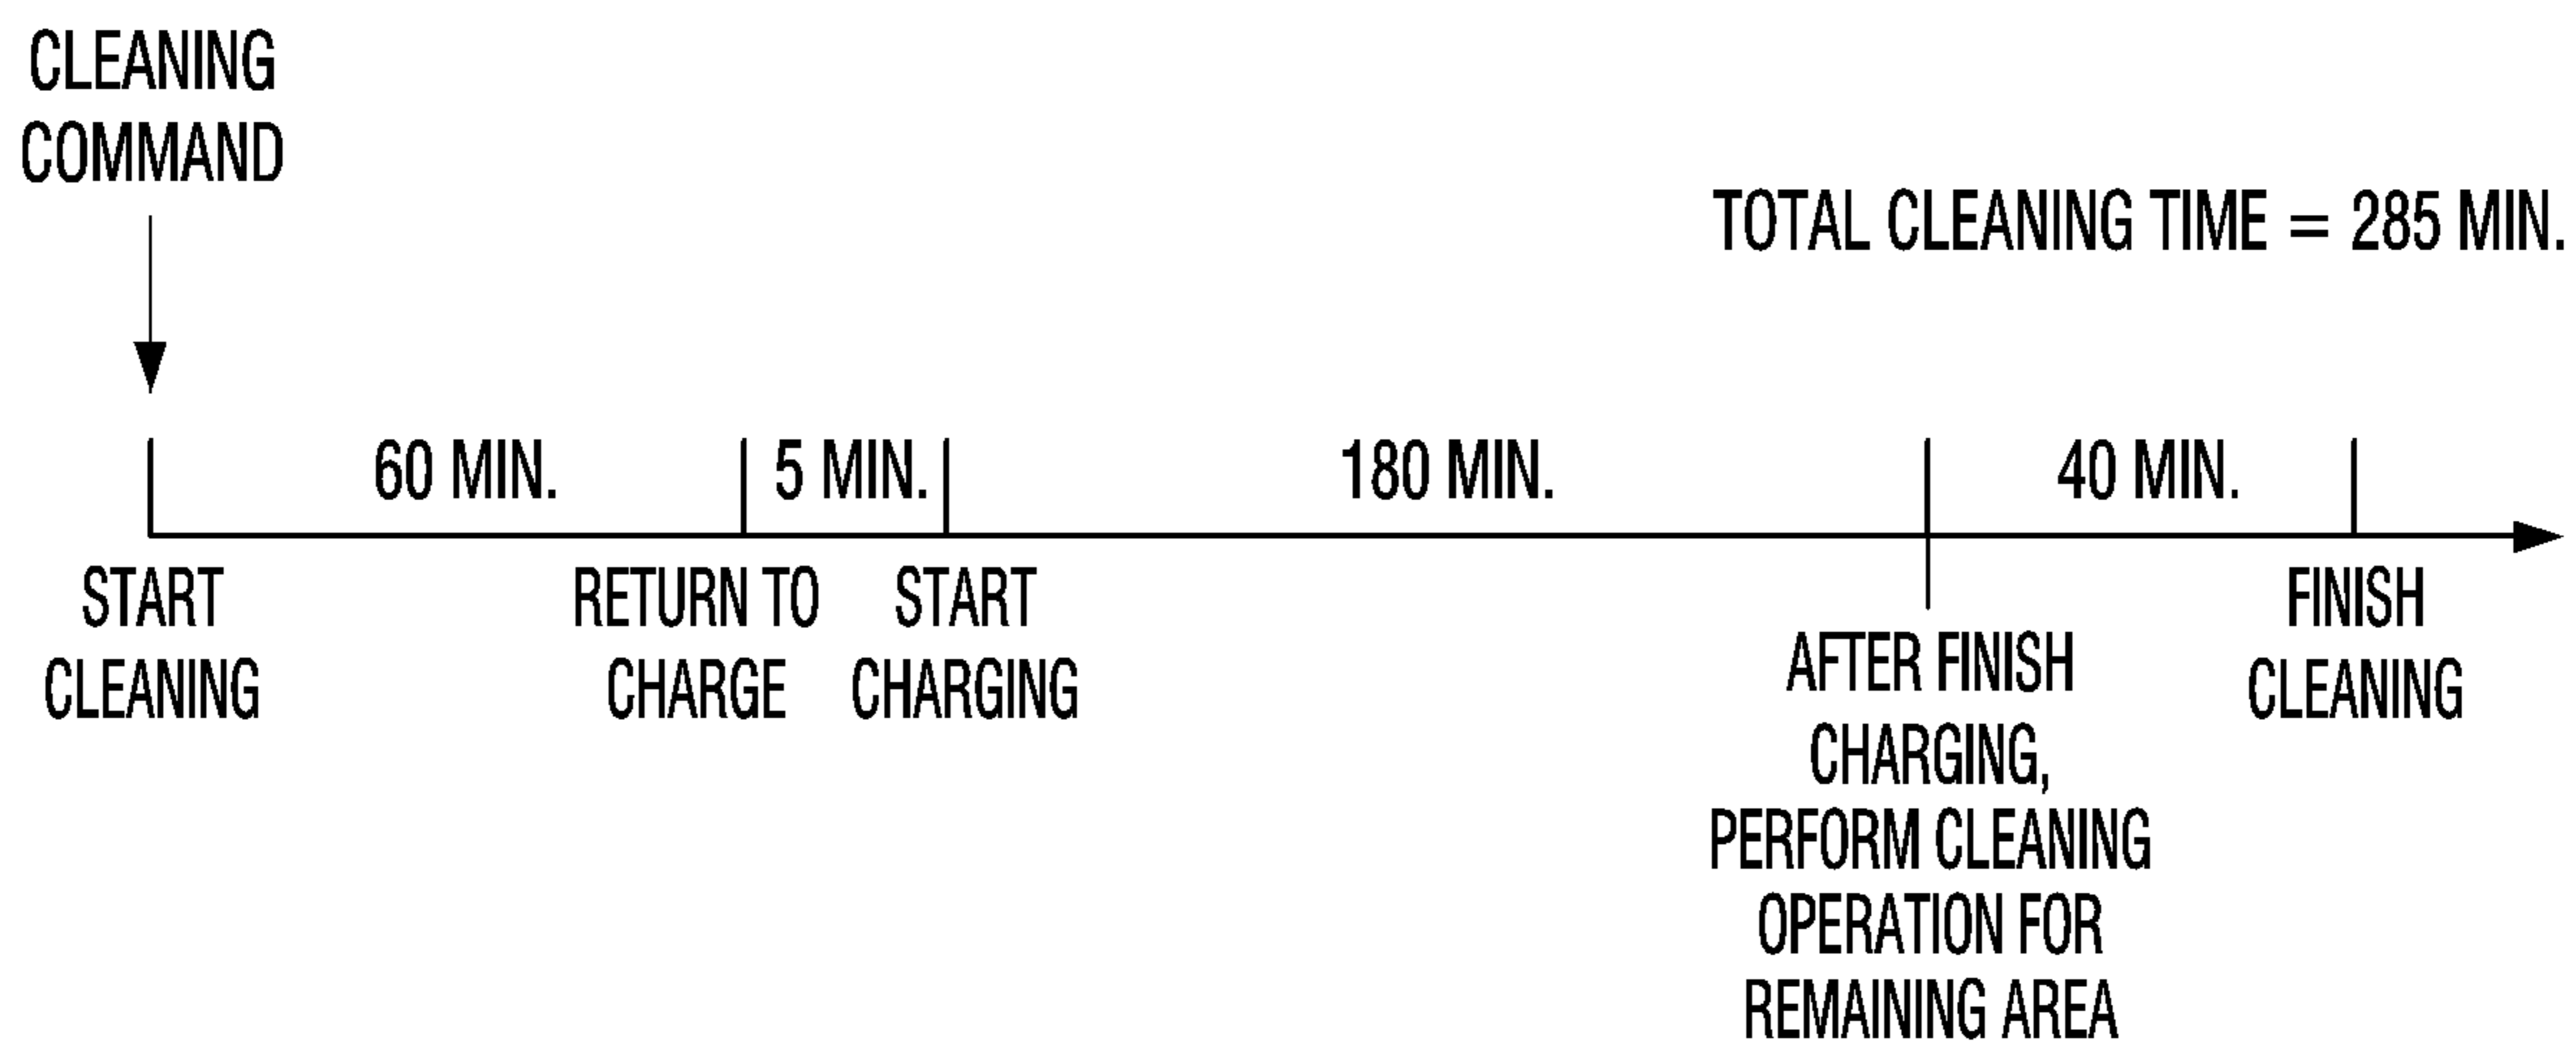 CLEANING
COMMAND
TOTAL CLEANING TIME = 285 MIN.
60 MIN.
5 MIN.
180 MIN.
40 MIN.
START
CLEANING
RETURN TO
CHARGE
START
CHARGING
AFTER FINISH
CHARGING,
PERFORM CLEANING
OPERATION FOR
REMAINING AREA
FINISH
CLEANING